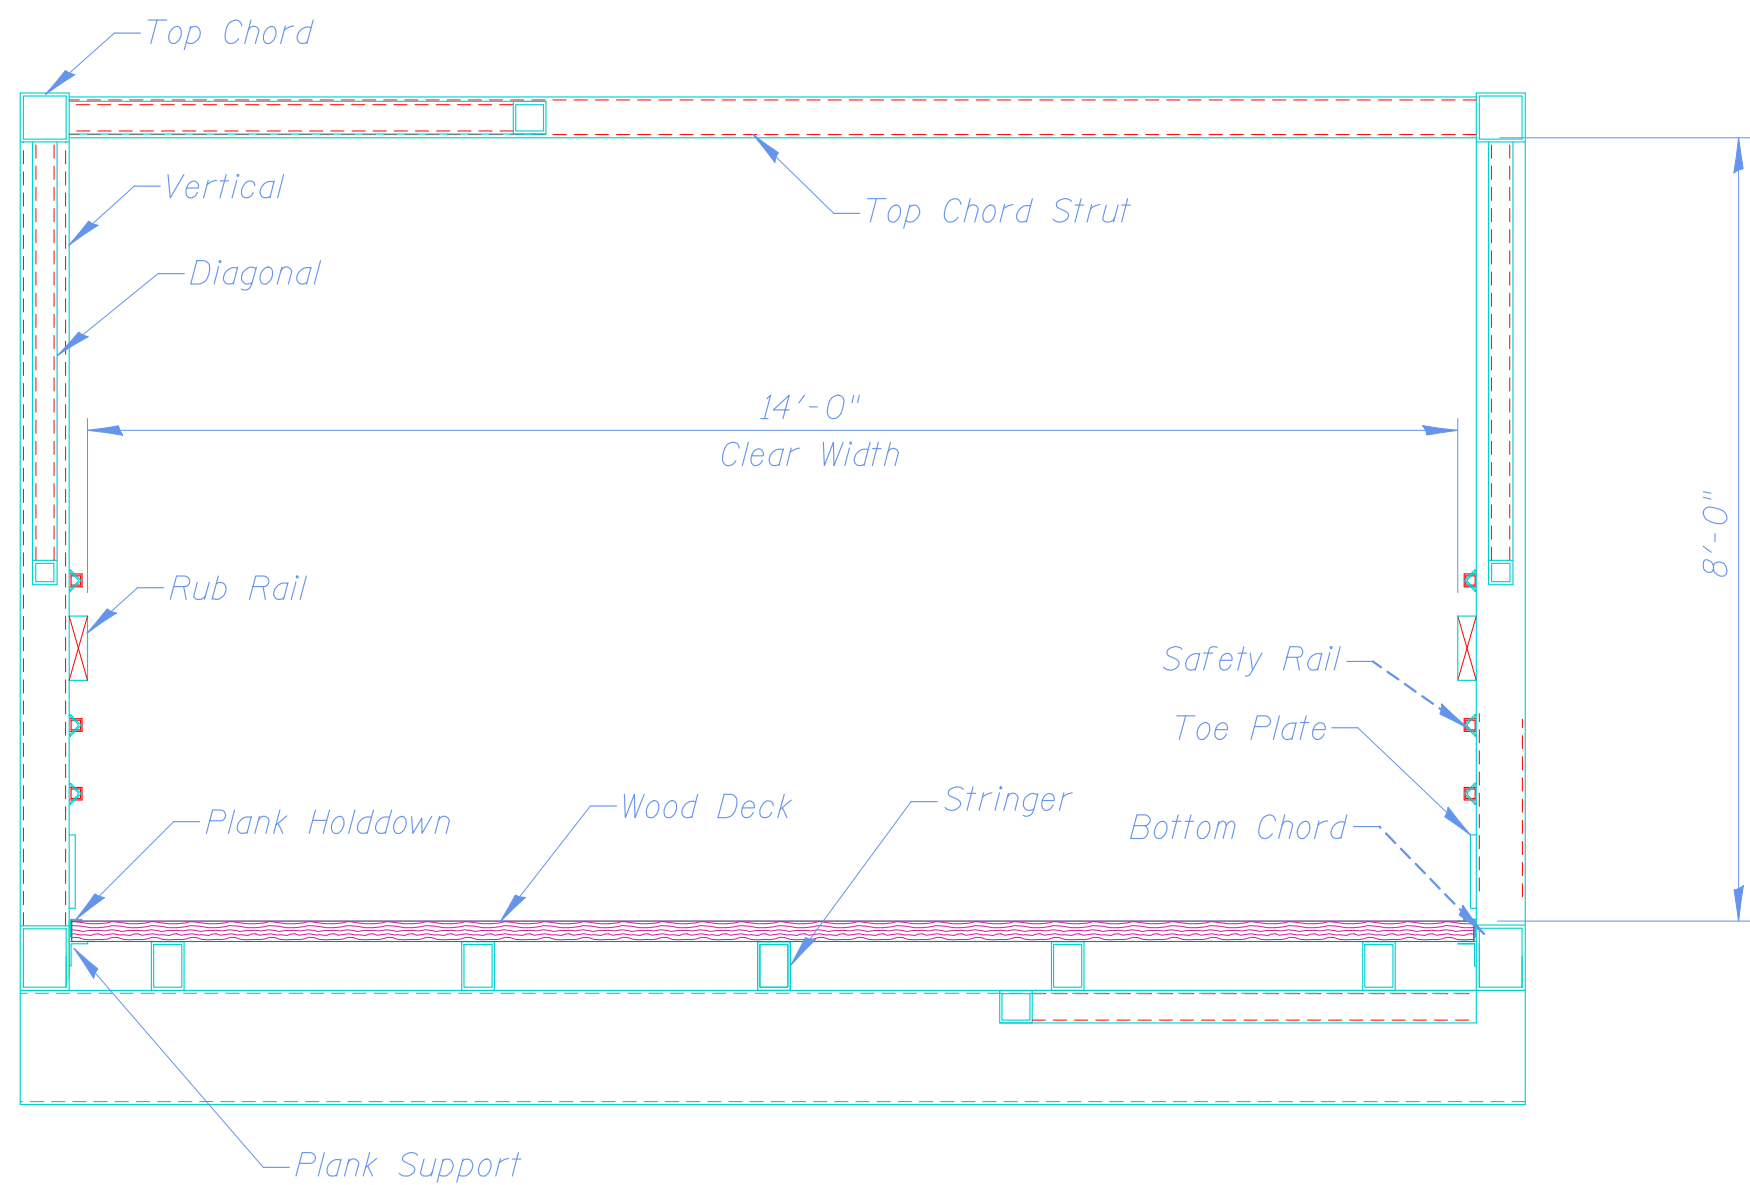 Top Chord
Vertical
Top Chord Strut
Diagonal
14'-0"
Clear Width
8'-0"
Rub Rail
Safety Rail
Toe Plate
Plank Holddown
Wood Deck
Stringer
Bottom Chord
Plank Support